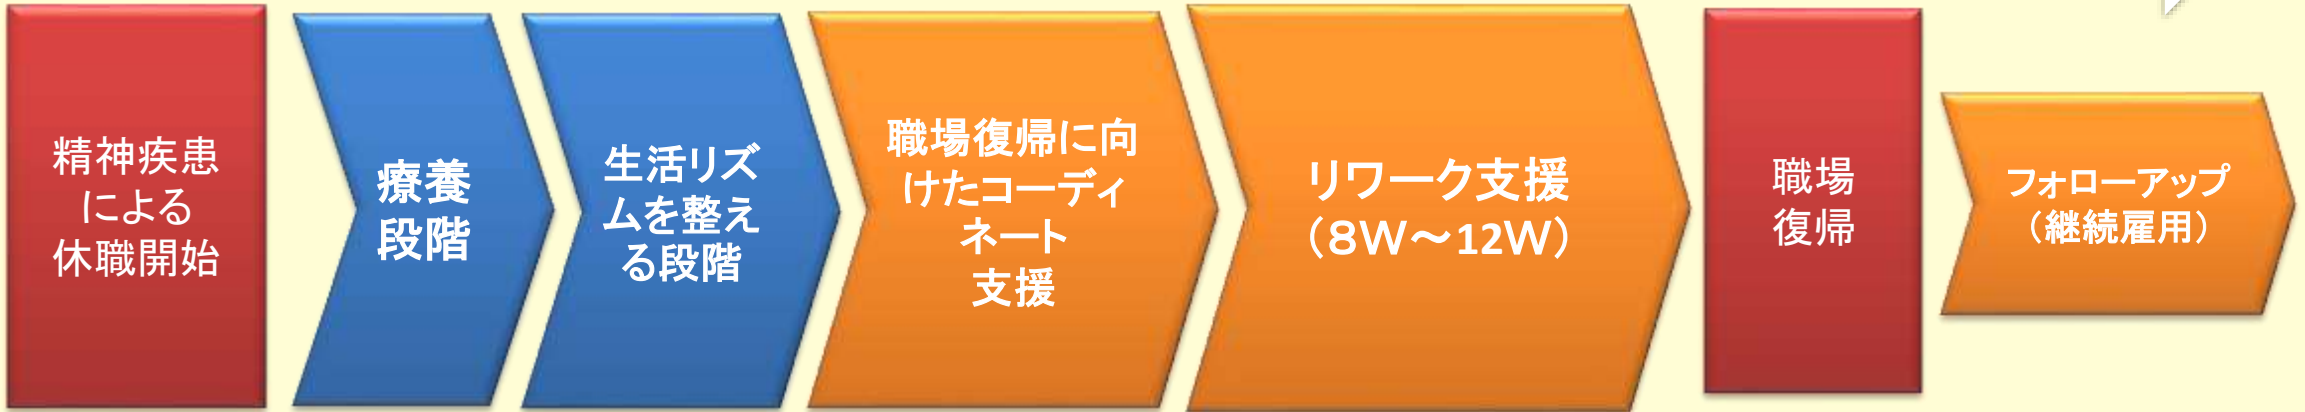 精神疾患
による
休職開始
療養
段階
生活リズ
ムを整え
る段階
職場復帰に向
けたコーディ
ネート
支援
リワーク支援
（８Ｗ～12Ｗ）
職場
復帰
フォローアップ
（継続雇用）